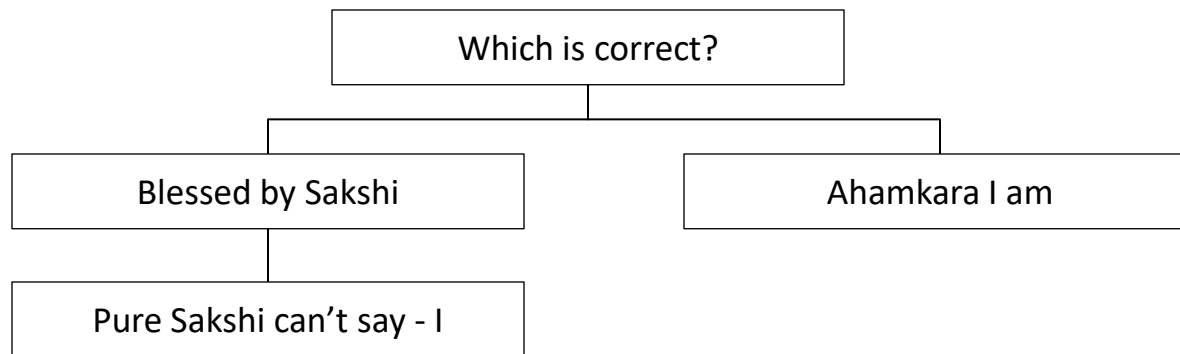 Which is correct?
Blessed by Sakshi
Ahamkara I am
Pure Sakshi can’t say - I